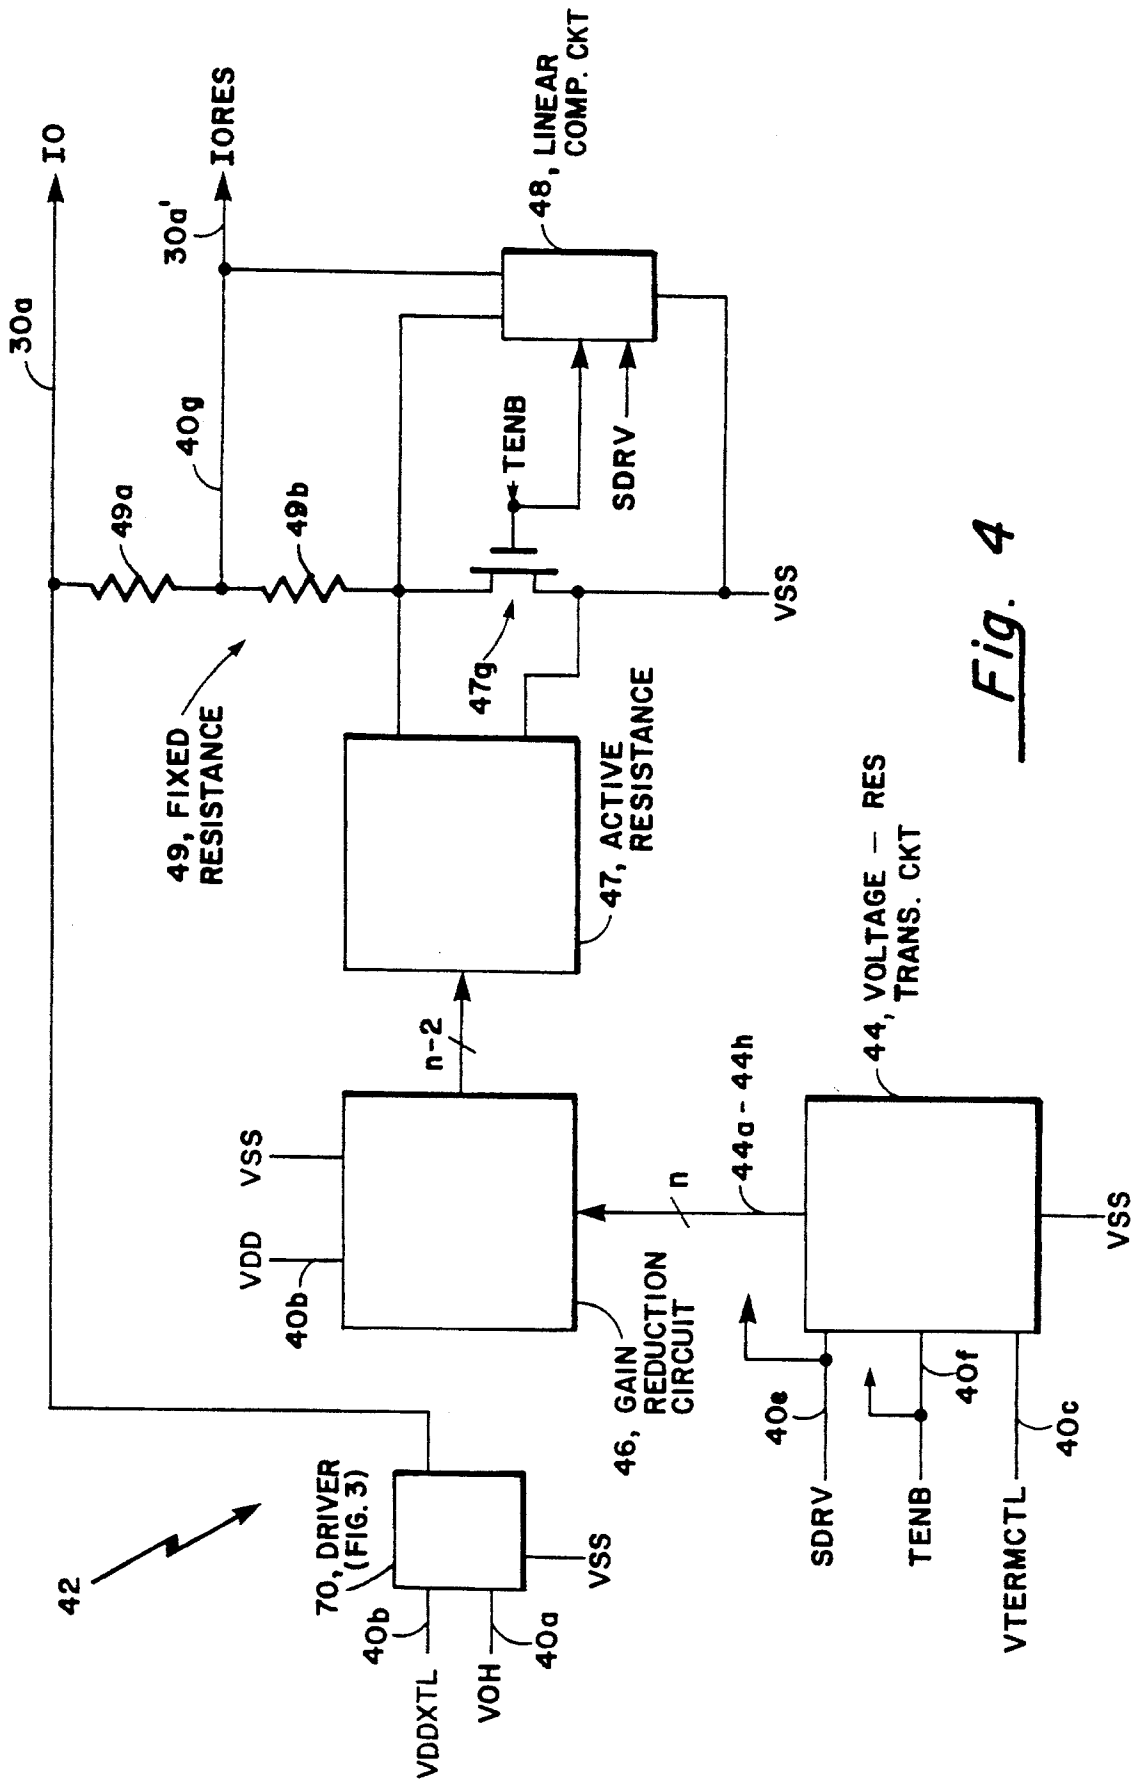 42
70, DRIVER
(FIG. 3)
VDDXTL
40b
VOH
40a
VSS
30a
IO
49a
40g
30a'
IORES
49, FIXED
RESISTANCE
49b
VDD
40b
VSS
46, GAIN
REDUCTION
CIRCUIT
n-2
47, ACTIVE
RESISTANCE
47g
TENB
SDRV
48, LINEAR
COMP. CKT
VSS
n
44a - 44h
44, VOLTAGE — RES
TRANS. CKT
SDRV
40e
TENB
40f
VTERMCTL
40c
VSS
Fig. 4